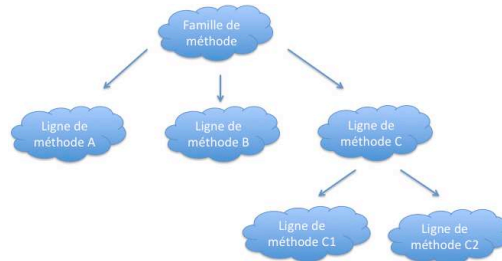 Famille de
méthode
Ligne de
méthode A
Ligne de
méthode B
Ligne de
méthode C
Ligne de
méthode C1
Ligne de
méthode C2